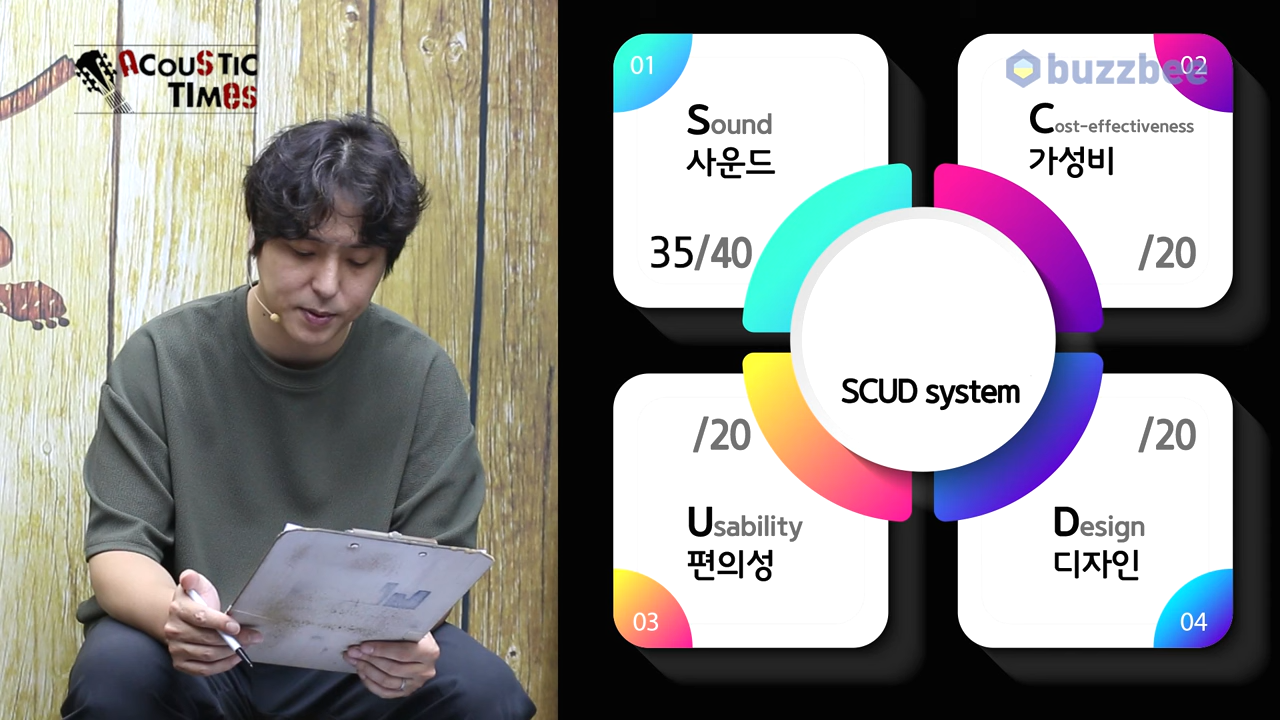 ACOUSTIC
TIMES
01
Sound
사운드
35/40
buzzbee
02
Cost-effectiveness
가성비
/20
SCUD system
/20
Usability
편의성
03
/20
Design
디자인
04